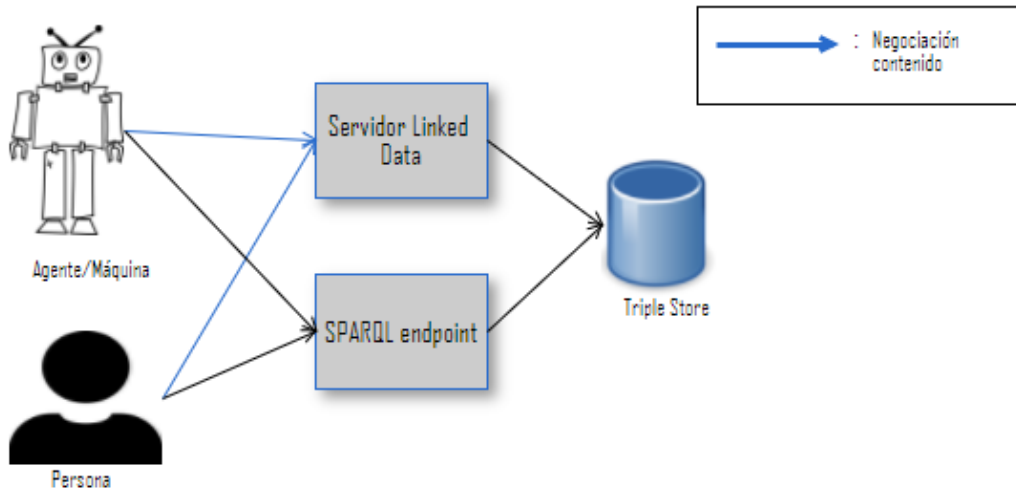 : Negociación
contenido
Servidor Linked
Data
Agente/Máquina
SPARQL endpoint
Triple Store
Persona